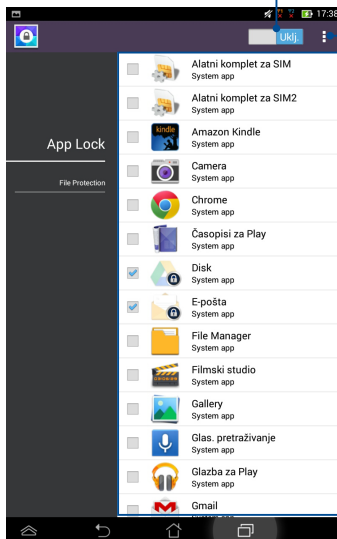 17:38
Uklj.
App Lock
File Protection
Alatni komplet za SIM
System app
Alatni komplet za SIM2
System app
kindle
Amazon Kindle
System app
Camera
System app
Chrome
System app
Časopisi za Play
System app
Disk
System app
E-pošta
System app
File Manager
System app
Filmski studio
System app
Gallery
System app
Glas. pretraživanje
System app
Glazba za Play
System app
Gmail